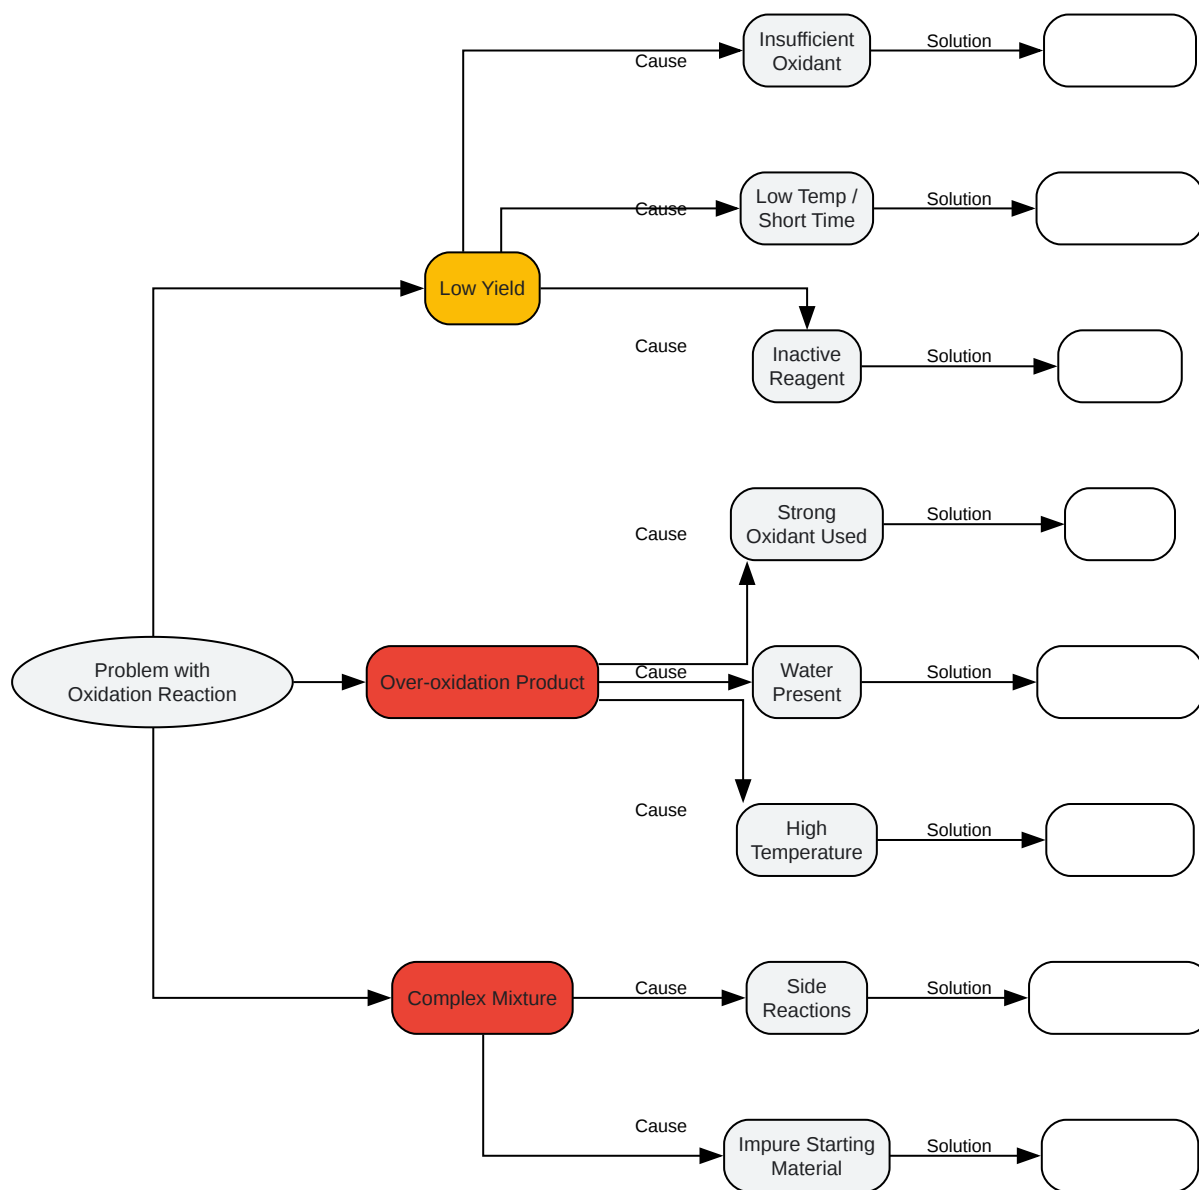 Insufficient
Oxidant
Cause
Solution
Low Temp /
Short Time
Cause
Solution
Low Yield
Inactive
Reagent
Cause
Solution
Strong
Oxidant Used
Cause
Solution
Problem with
Oxidation Reaction
Over-oxidation Product
Cause
Water
Present
Solution
Cause
High
Temperature
Solution
Complex Mixture
Cause
Side
Reactions
Solution
Cause
Impure Starting
Material
Solution